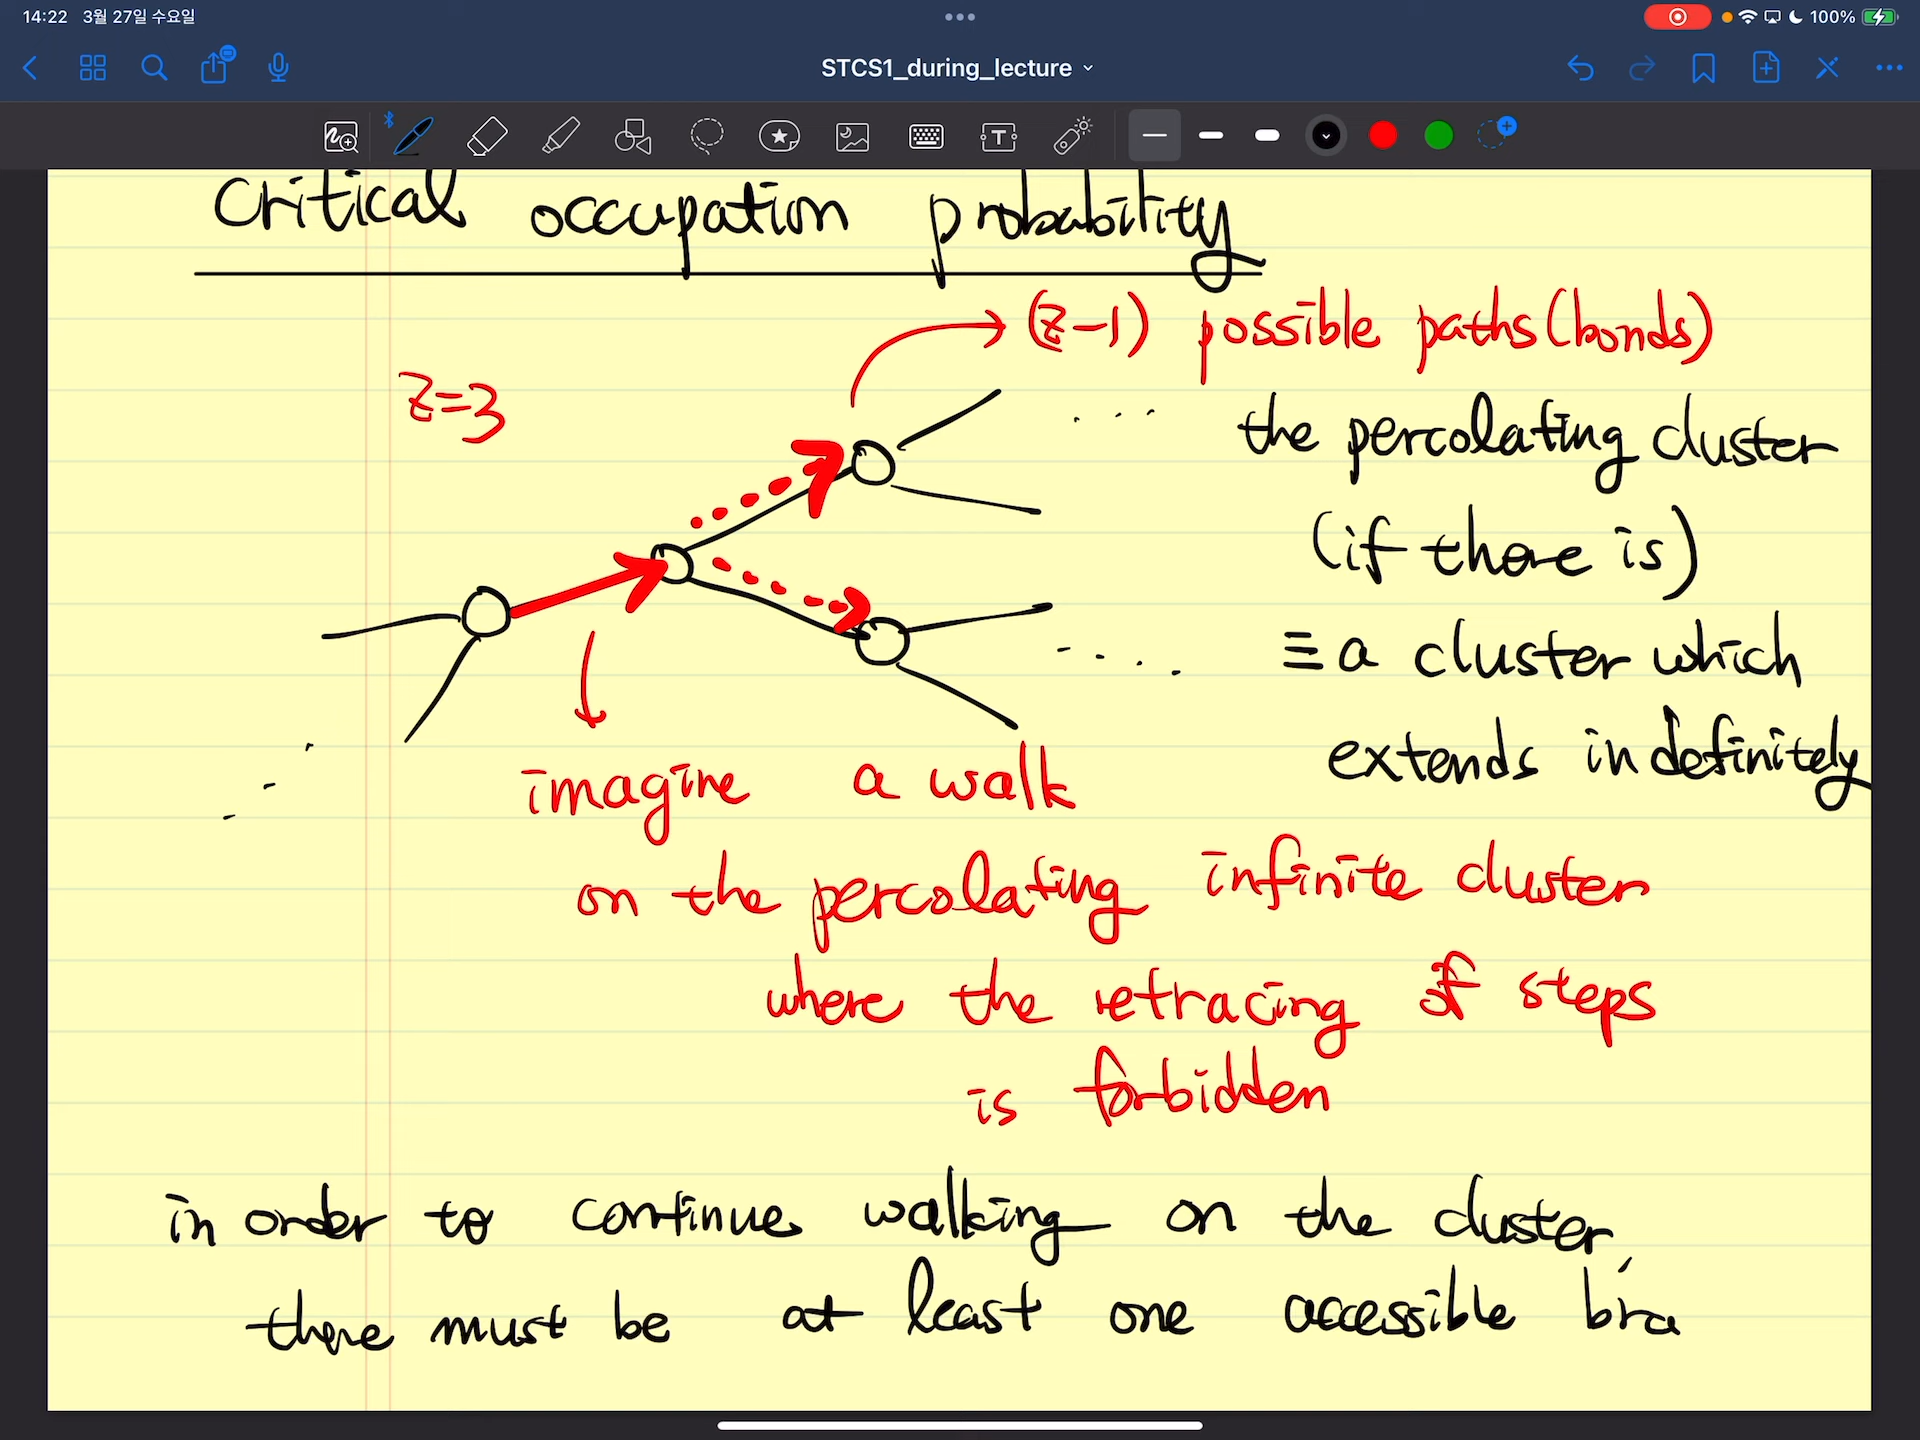 14:22 3월 27일 수요일
100%
STCS1_during_lecture
T
Critical occupation probability
(z-1) possible paths (bonds)
z=3
the percolating cluster
(if there is)
≡ a cluster which
extends indefinitely
imagine a walk
on the percolating infinite cluster
where the retracing of steps
is forbidden
in order to continue walking on the cluster,
there must be at least one accessible bra